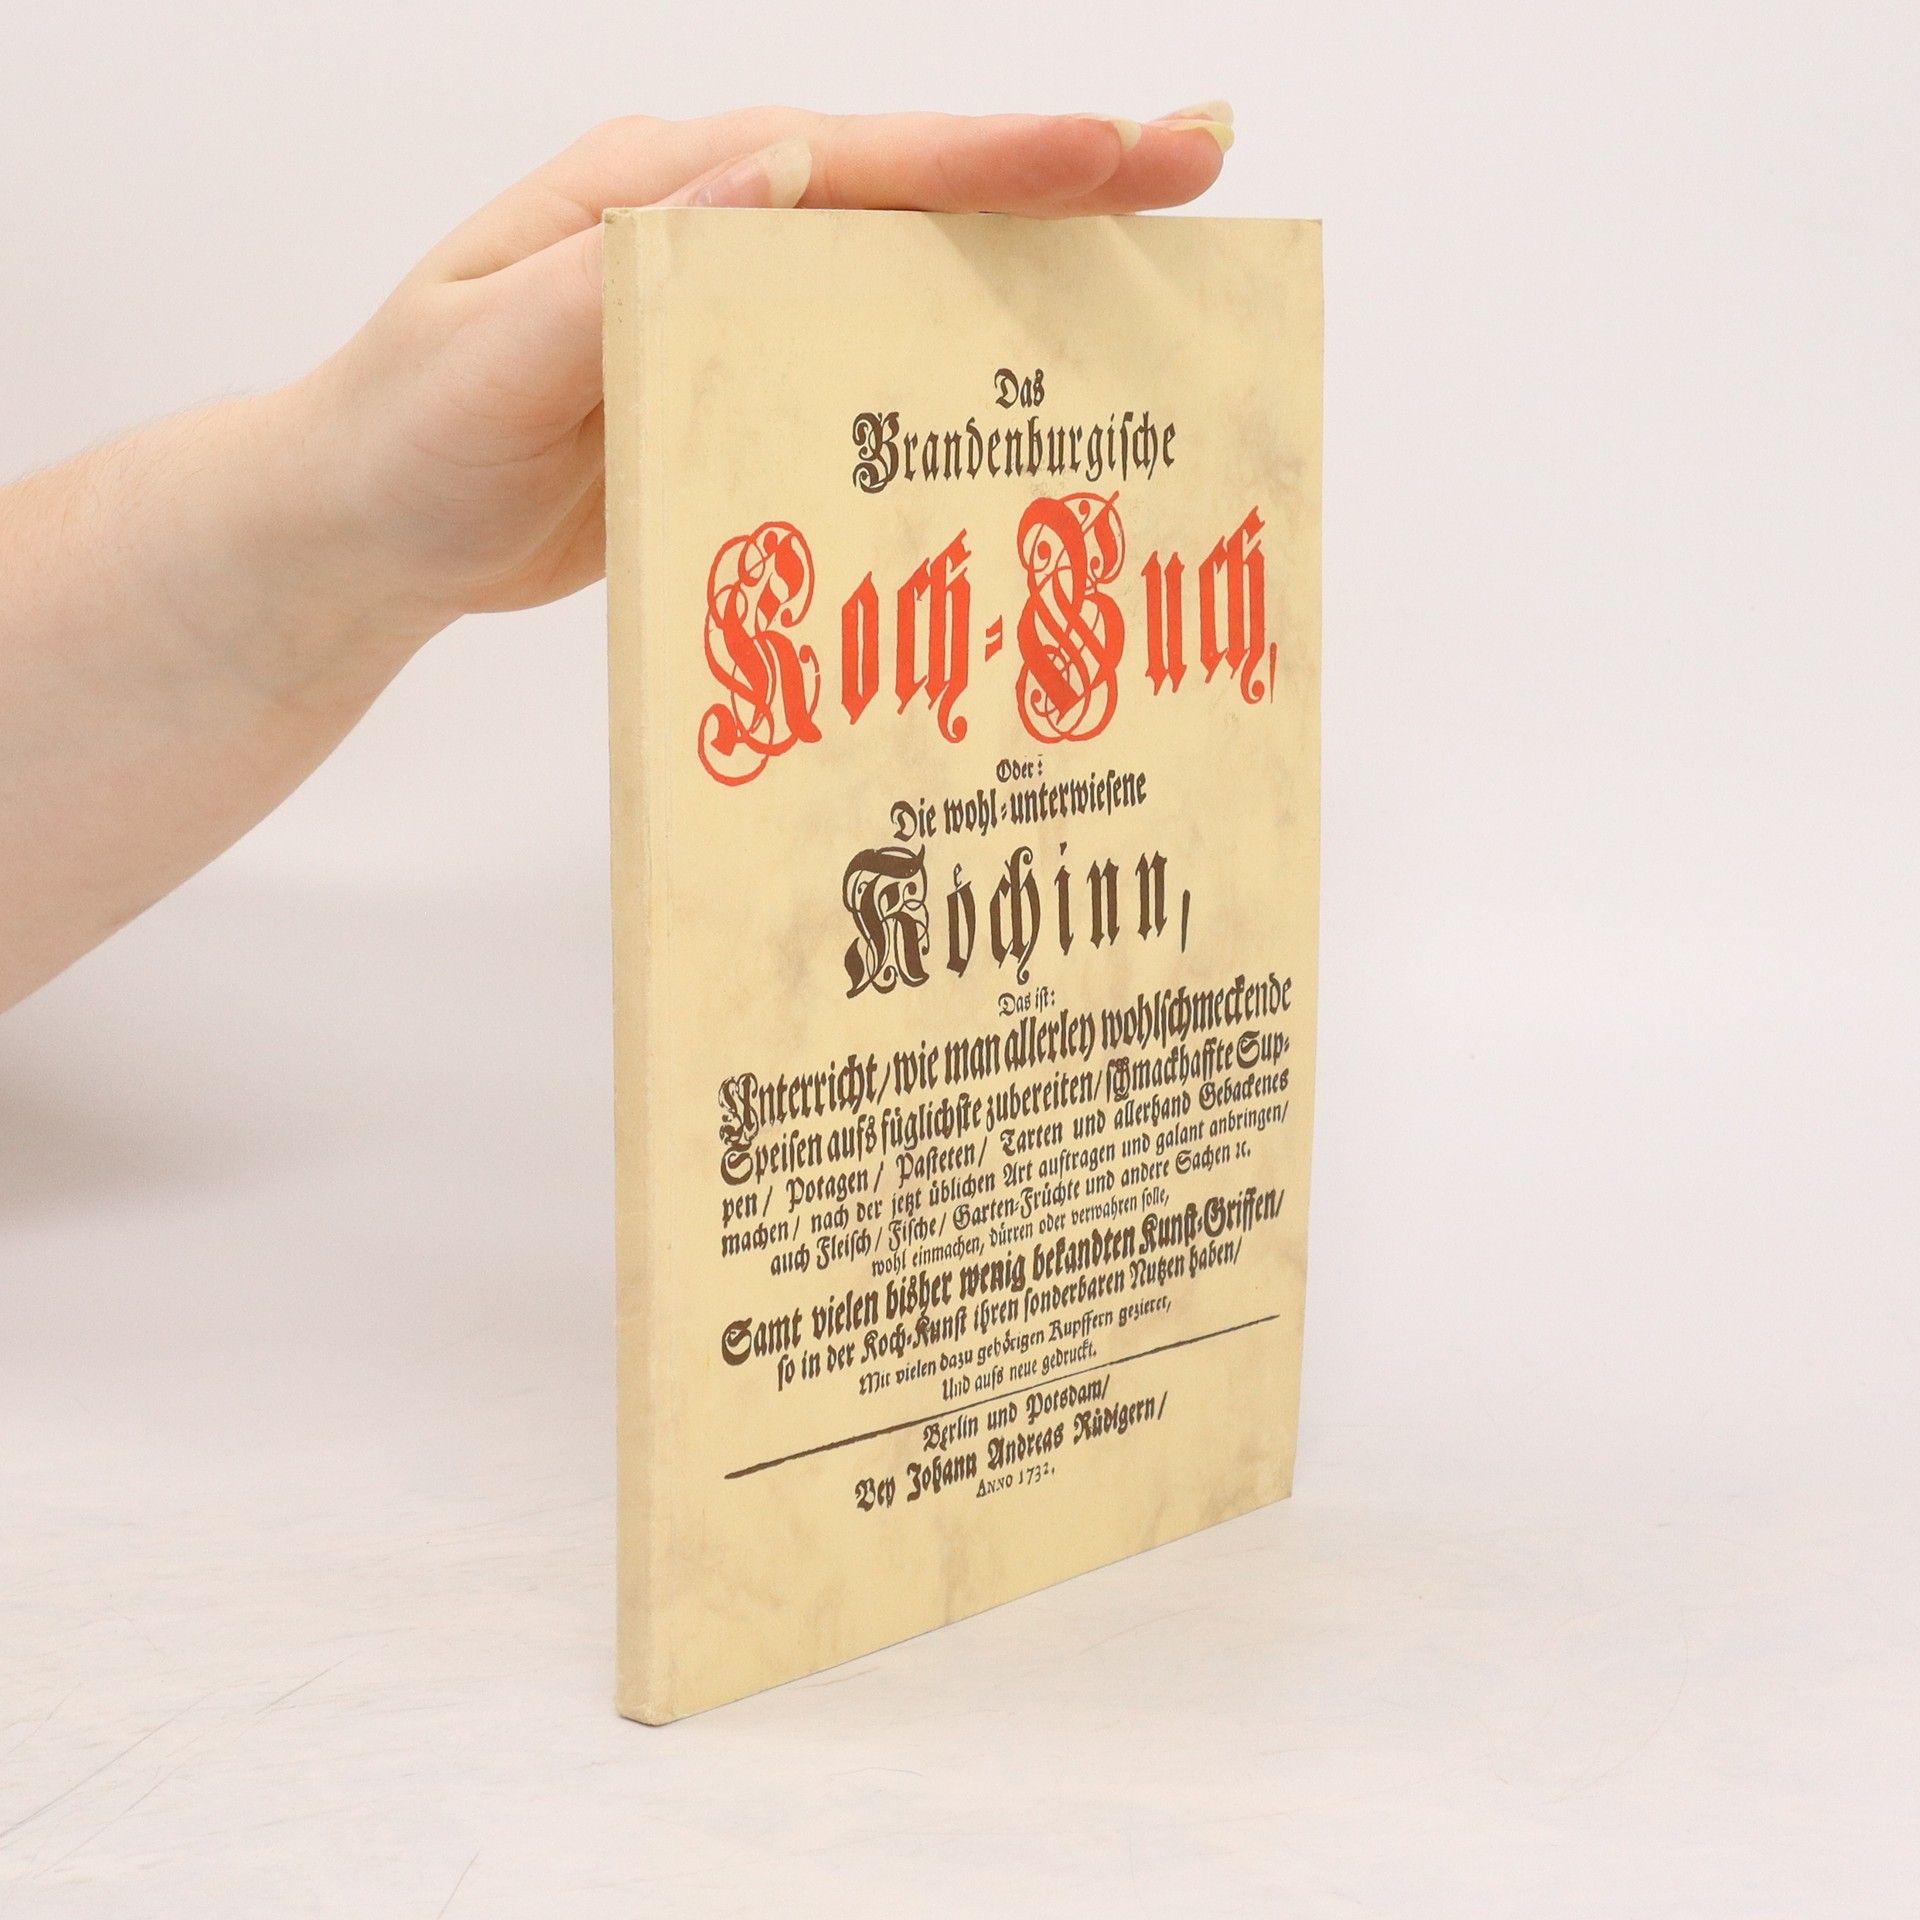 Das
Brandenburgiſche
Koch-Buch,
Oder:
Die wohl-unterwieſene
Koͤchinn,
Das iſt:
Unterricht/ wie man allerley wohlſchmeckende
Speiſen aufs füglichſte zubereiten/ ſchmackhaffte Sup-
pen/ Potagen/ Paſteten/ Tarten und allerhand Gebackenes
machen/ nach der jetzt üblichen Art auftragen und galant anbringen/
auch Fleiſch/ Fiſche/ Garten-Früchte und andere Sachen ꝛc.
wohl einmachen, dürren oder verwahren ſolle,
Samt vielen bisher wenig bekandten Kunſt-Griffen/
ſo in der Koch-Kunſt ihren ſonderbaren Nutzen haben/
Mit vielen dazu gehörigen Kupffern gezieret,
Und aufs neue gedruckt.
Berlin und Potsdam/
Bey Johann Andreas Rüdigern/
ANNO 1732.